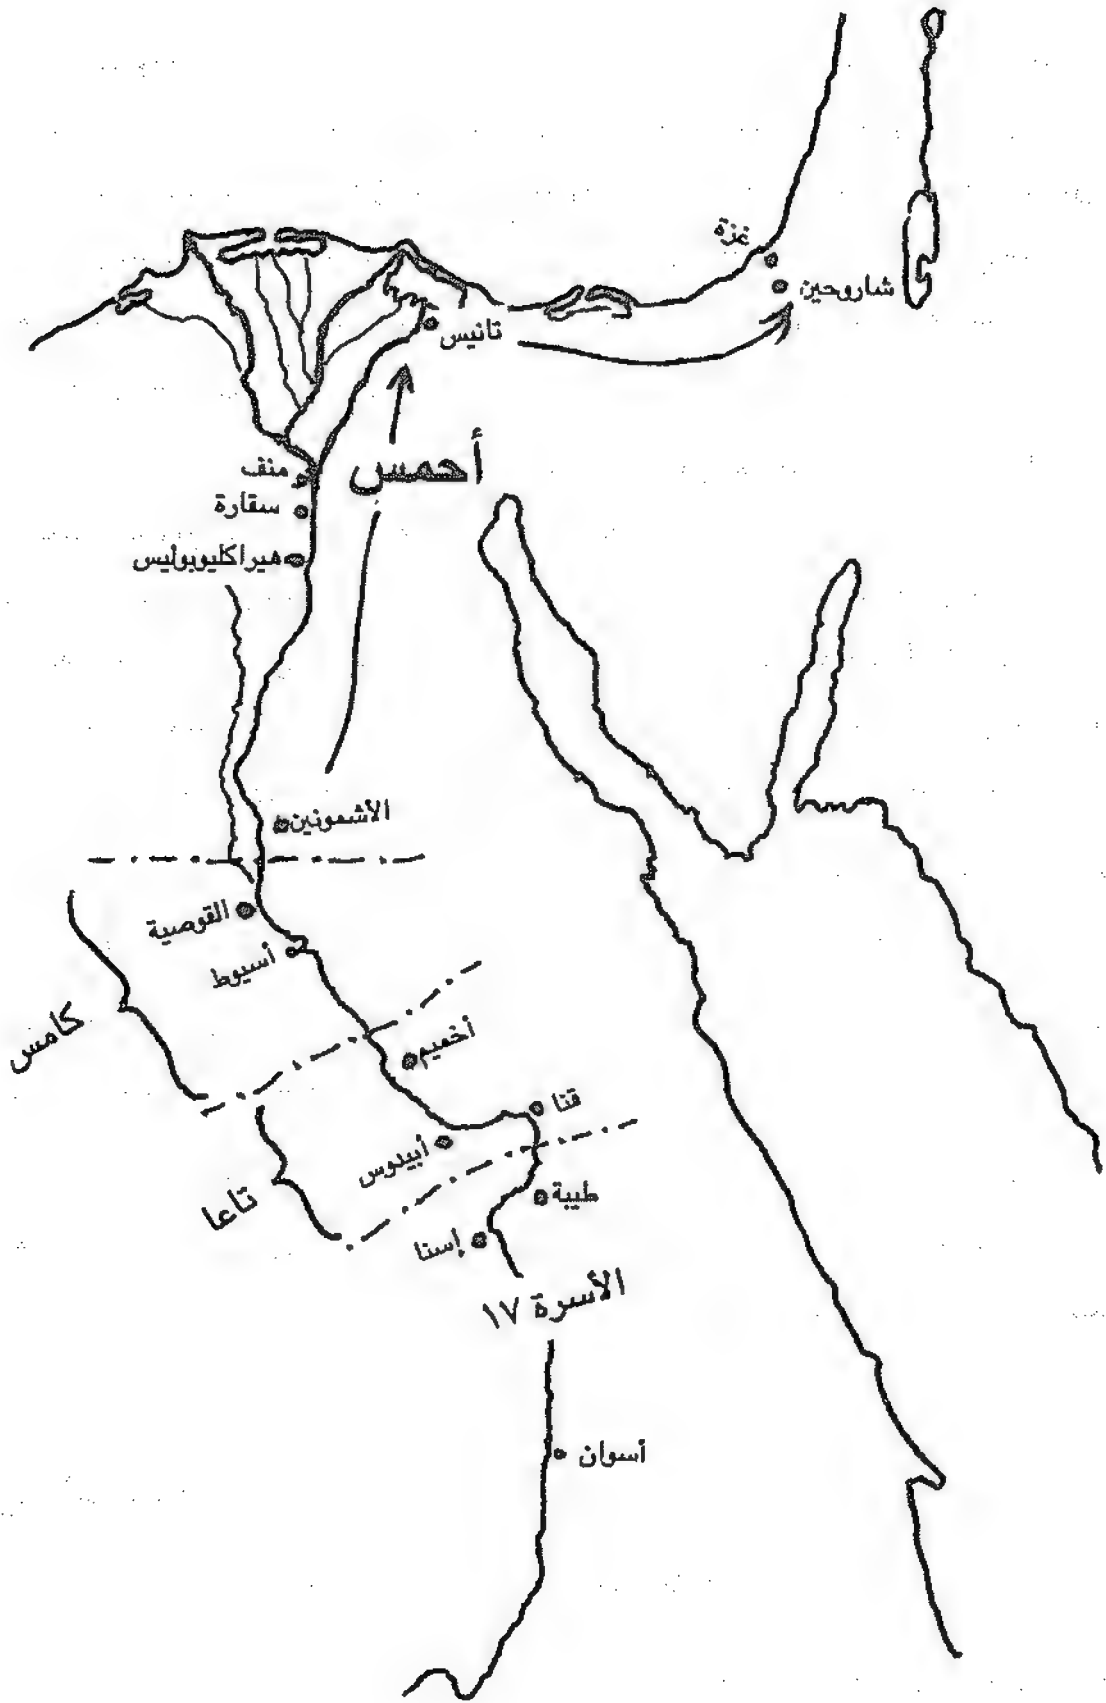 غزة
شاروحين
تانيس
أحمس
منف
سقارة
هيراكليوبوليس
الأشمونين
القوصية
أسيوط
كامس
أخميم
قنا
أبيدوس
تاعا
طيبة
إسنا
الأسرة ١٧
أسوان